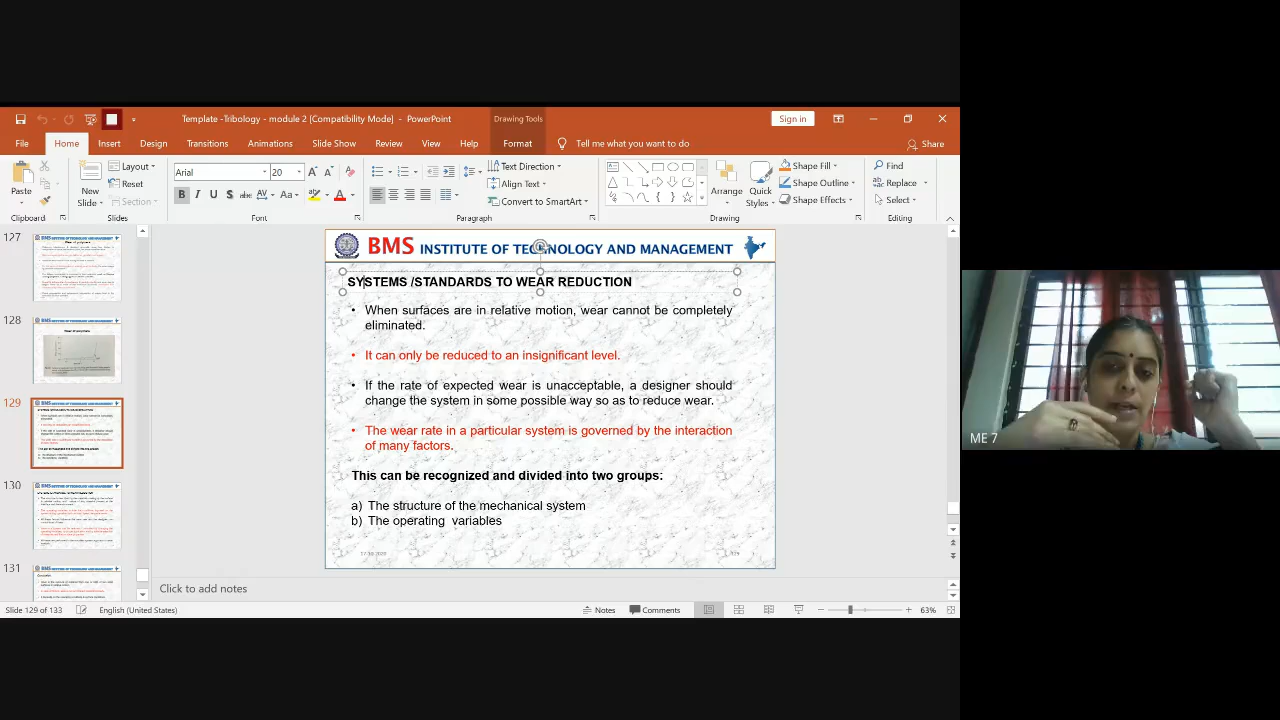 Template -Tribology - module 2 [Compatibility Mode] - PowerPoint
Drawing Tools
Sign in
File
Home
Insert
Design
Transitions
Animations
Slide Show
Review
View
Help
Format
Tell me what you want to do
Share
Paste
Clipboard
New Slide
Layout
Reset
Section
Slides
Arial
20
Font
Paragraph
Text Direction
Align Text
Convert to SmartArt
Arrange
Quick Styles
Shape Fill
Shape Outline
Shape Effects
Drawing
Find
Replace
Select
Editing
127
128
129
130
131
BMS INSTITUTE OF TECHNOLOGY AND MANAGEMENT
SYSTEMS /STANDARDS TO WEAR REDUCTION
• When surfaces are in relative motion, wear cannot be completely
eliminated.
• It can only be reduced to an insignificant level.
• If the rate of expected wear is unacceptable, a designer should
change the system in some possible way so as to reduce wear.
• The wear rate in a particular system governed by the interaction
of many factors.
This can be recognized and divided into two groups:
a) The structure of the mechanical system
b) The operating variables
17-10-2020
129
ME 7
Click to add notes
Slide 129 of 133
English (United States)
Notes
Comments
63%